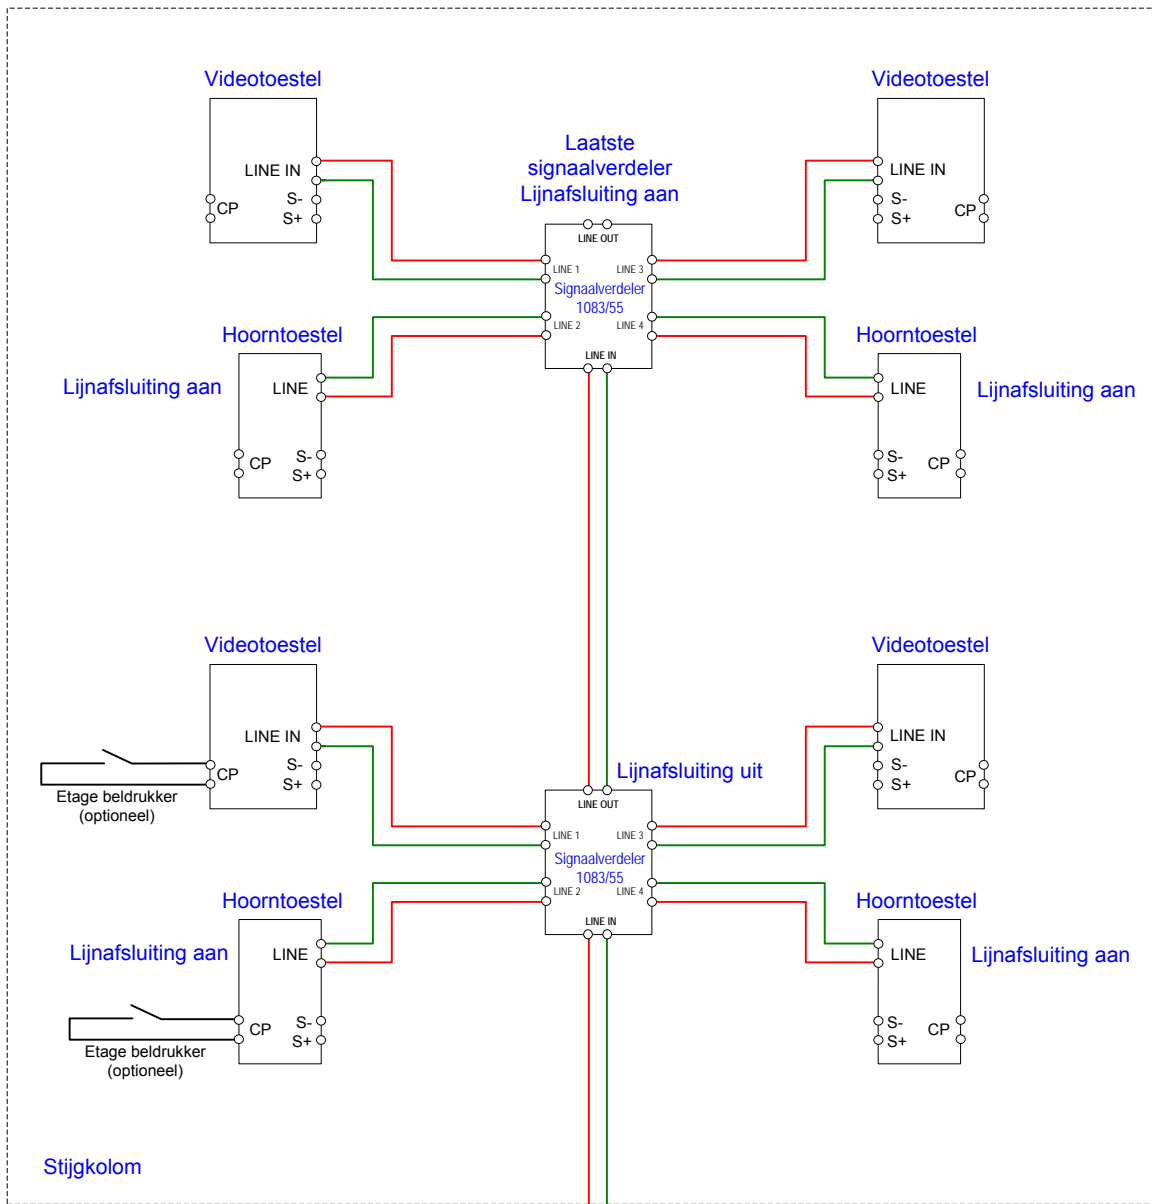 Videotoestel
LINE IN
S-
S+
CP
Laatste
signaalverdeler
Lijnafsluiting aan
Videotoestel
LINE IN
S-
S+
CP
LINE OUT
LINE 1
LINE 3
Signaalverdeler
1083/55
LINE 2
LINE 4
LINE IN
Hoorntoestel
Lijnafsluiting aan
LINE
CP
S-
S+
Hoorntoestel
LINE
Lijnafsluiting aan
S-
S+
CP
Videotoestel
LINE IN
S-
S+
CP
Etage beldrukker
(optioneel)
Videotoestel
LINE IN
S-
S+
CP
Lijnafsluiting uit
LINE OUT
LINE 1
LINE 3
Signaalverdeler
1083/55
LINE 2
LINE 4
LINE IN
Hoorntoestel
Lijnafsluiting aan
LINE
CP
S-
S+
Etage beldrukker
(optioneel)
Hoorntoestel
LINE
Lijnafsluiting aan
S-
S+
CP
Stijgkolom